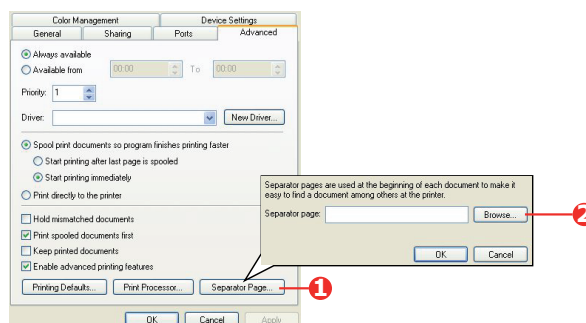 Color Management Device Settings
General Sharing Ports Advanced
Always available
Available from 00:00 To 00:00
Priority: 1
Driver: New Driver...
Spool print documents so program finishes printing faster
Start printing after last page is spooled
Start printing immediately
Print directly to the printer
Hold mismatched documents
Print spooled documents first
Keep printed documents
Enable advanced printing features
Printing Defaults... Print Processor... Separator Page... 1
OK Cancel Apply
Separator pages are used at the beginning of each document to make it
easy to find a document among others at the printer.
Separator page: Browse... 2
OK Cancel